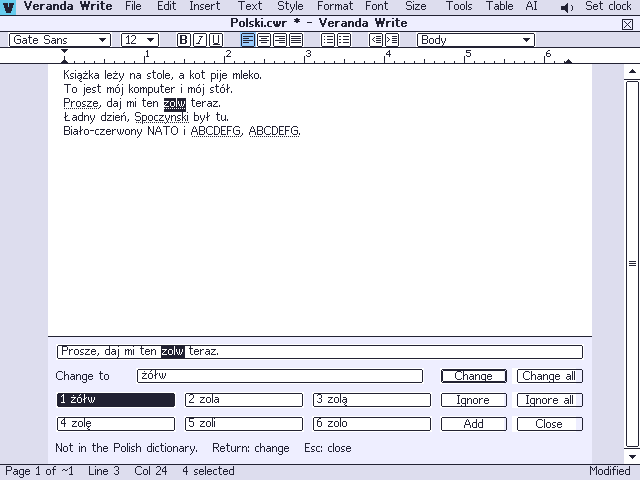 Veranda Write File Edit Insert Text Style Format Font Size Tools Table AI Set clock
Polski.cwr * - Veranda Write
Gate Sans 12 B I U Body
1 2 3 4 5 6
Książka leży na stole, a kot pije mleko.
To jest mój komputer i mój stół.
Prosze, daj mi ten zolw teraz.
Ładny dzień, Spoczynski był tu.
Biało-czerwony NATO i ABCDEFG, ABCDEFG.
Prosze, daj mi ten zolw teraz.
Change to żółw Change Change all
1 żółw 2 zola 3 zolą Ignore Ignore all
4 zolę 5 zoli 6 zolo Add Close
Not in the Polish dictionary. Return: change Esc: close
Page 1 of ~1 Line 3 Col 24 4 selected Modified